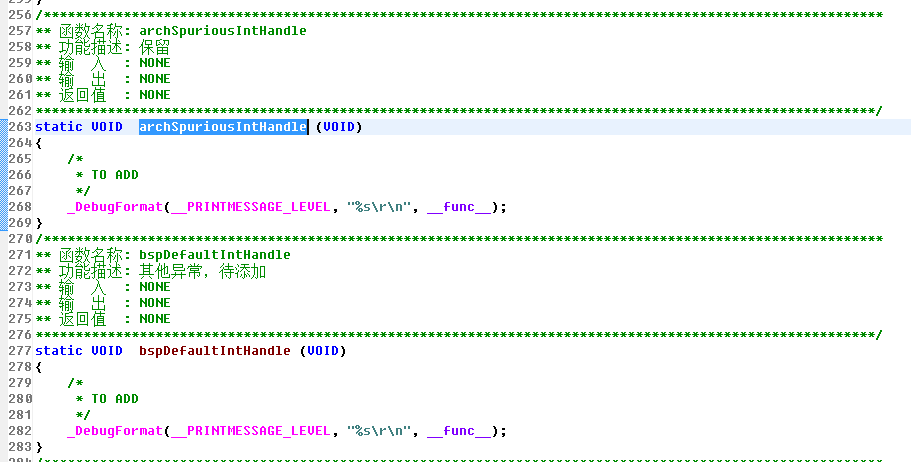 255 }
256 /*********************************************************************************************************
257 ** 函数名称: archSpuriousIntHandle
258 ** 功能描述: 保留
259 ** 输　入  : NONE
260 ** 输　出  : NONE
261 ** 返回值  : NONE
262 *********************************************************************************************************/
263 static VOID  archSpuriousIntHandle (VOID)
264 {
265     /*
266      * TO ADD
267      */
268     _DebugFormat(__PRINTMESSAGE_LEVEL, "%s\r\n", __func__);
269 }
270 /*********************************************************************************************************
271 ** 函数名称: bspDefaultIntHandle
272 ** 功能描述: 其他异常，待添加
273 ** 输　入  : NONE
274 ** 输　出  : NONE
275 ** 返回值  : NONE
276 *********************************************************************************************************/
277 static VOID  bspDefaultIntHandle (VOID)
278 {
279     /*
280      * TO ADD
281      */
282     _DebugFormat(__PRINTMESSAGE_LEVEL, "%s\r\n", __func__);
283 }
284 /*********************************************************************************************************